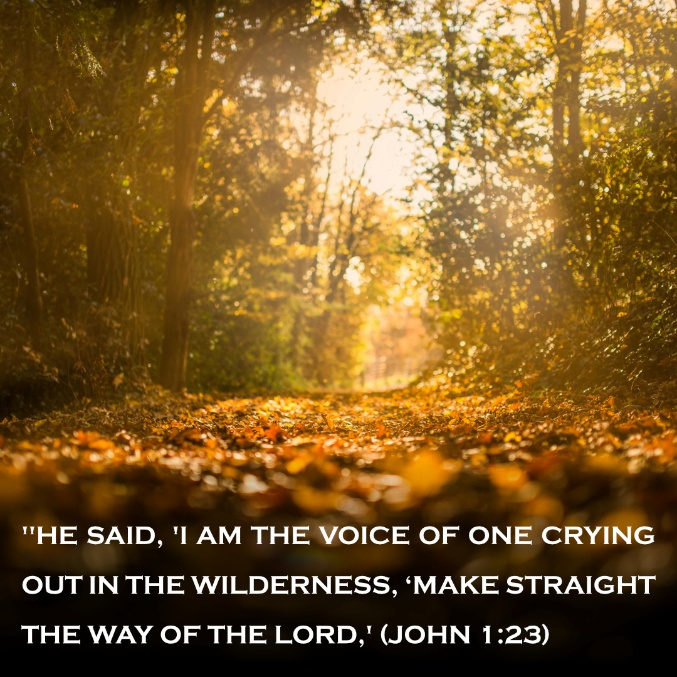 "HE SAID, 'I AM THE VOICE OF ONE CRYING
OUT IN THE WILDERNESS, ‘MAKE STRAIGHT
THE WAY OF THE LORD,' (JOHN 1:23)